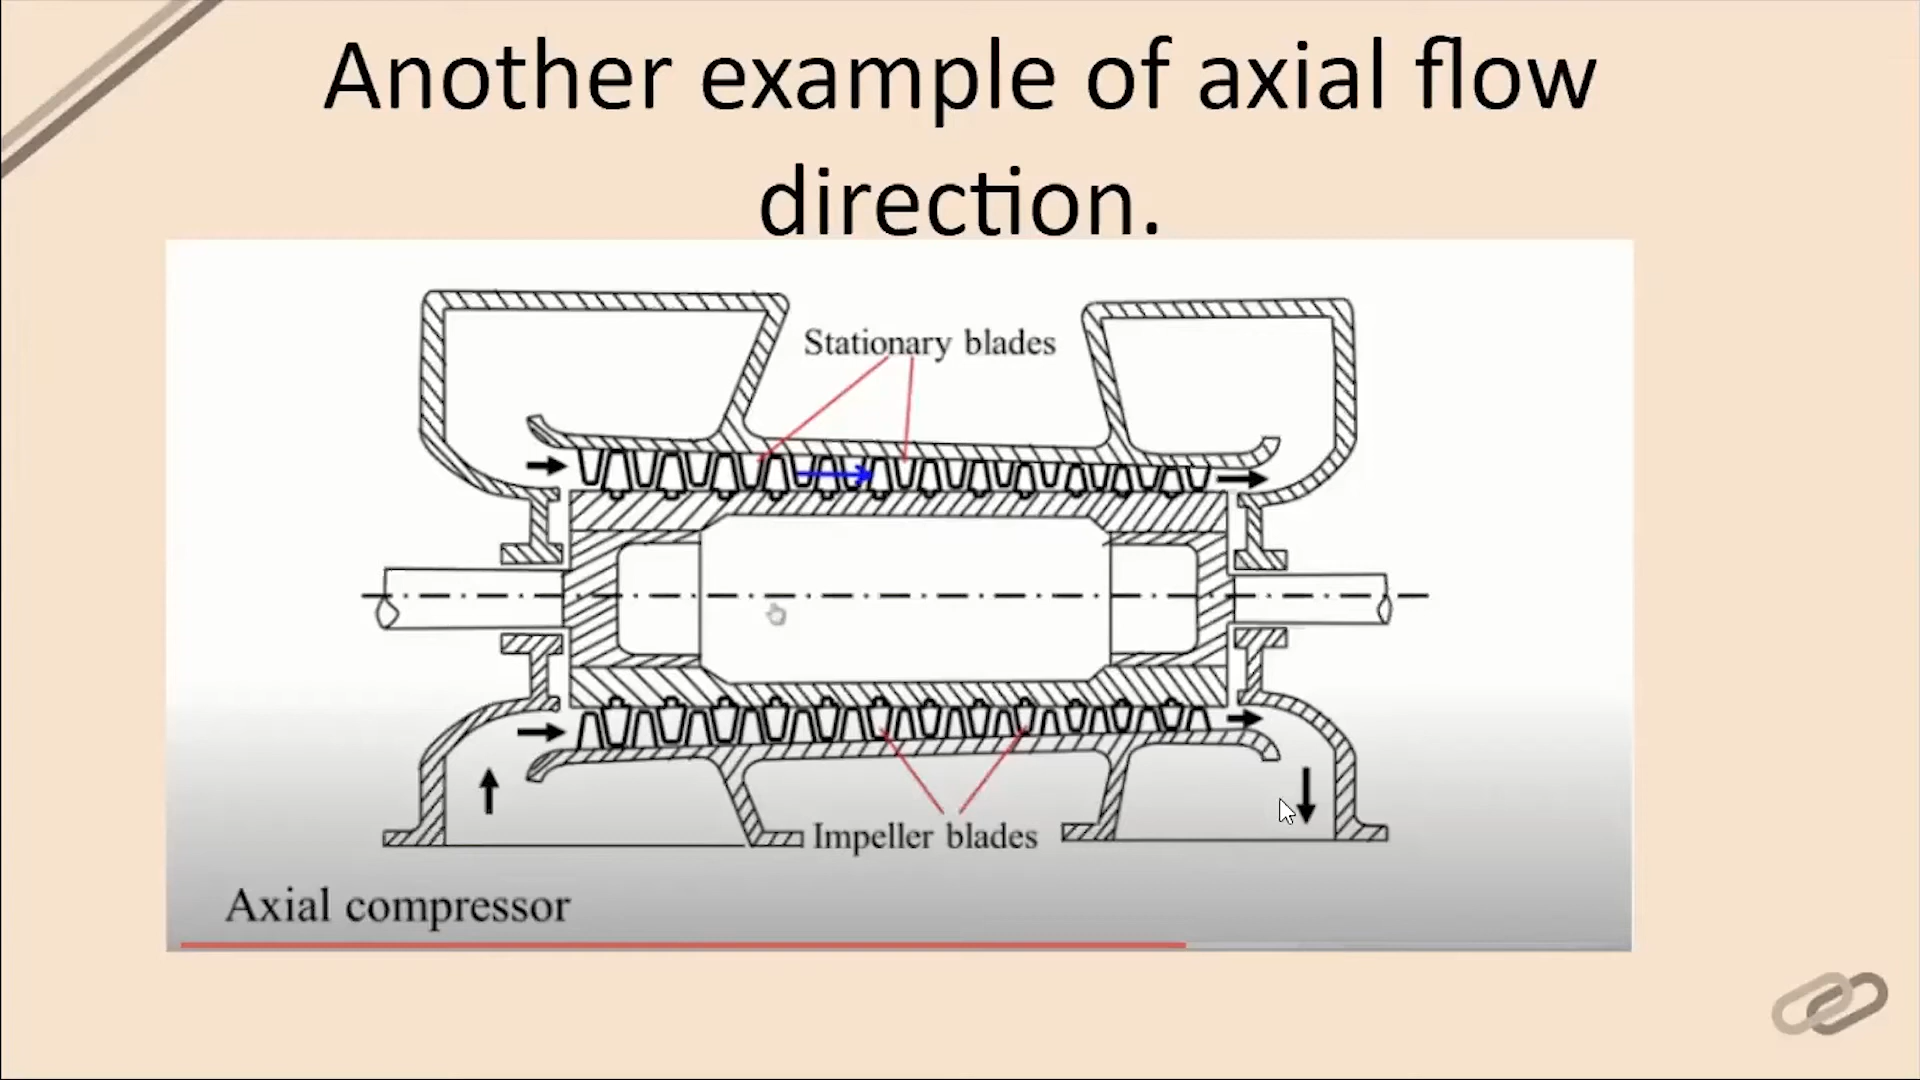 Another example of axial flow
direction.
Stationary blades
Impeller blades
Axial compressor